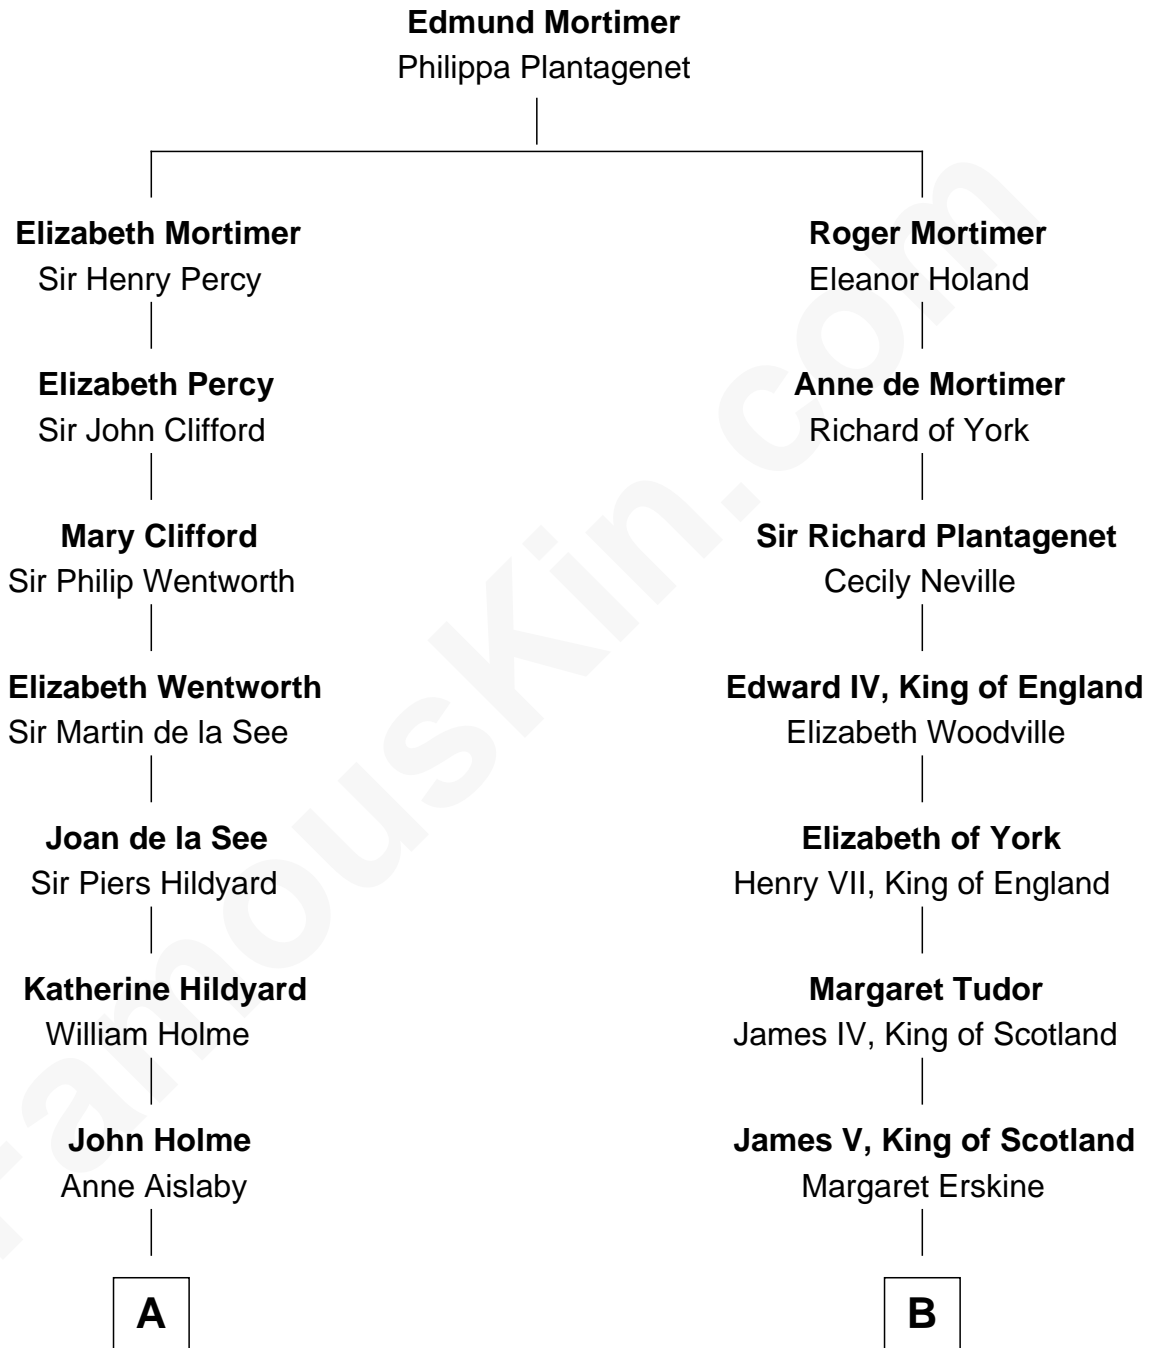 Edmund Mortimer
Philippa Plantagenet
Elizabeth Mortimer
Sir Henry Percy
Roger Mortimer
Eleanor Holand
Elizabeth Percy
Sir John Clifford
Anne de Mortimer
Richard of York
Mary Clifford
Sir Philip Wentworth
Sir Richard Plantagenet
Cecily Neville
Elizabeth Wentworth
Sir Martin de la See
Edward IV, King of England
Elizabeth Woodville
Joan de la See
Sir Piers Hildyard
Elizabeth of York
Henry VII, King of England
Katherine Hildyard
William Holme
Margaret Tudor
James IV, King of Scotland
John Holme
Anne Aislaby
James V, King of Scotland
Margaret Erskine
A
B
FamousKin.com